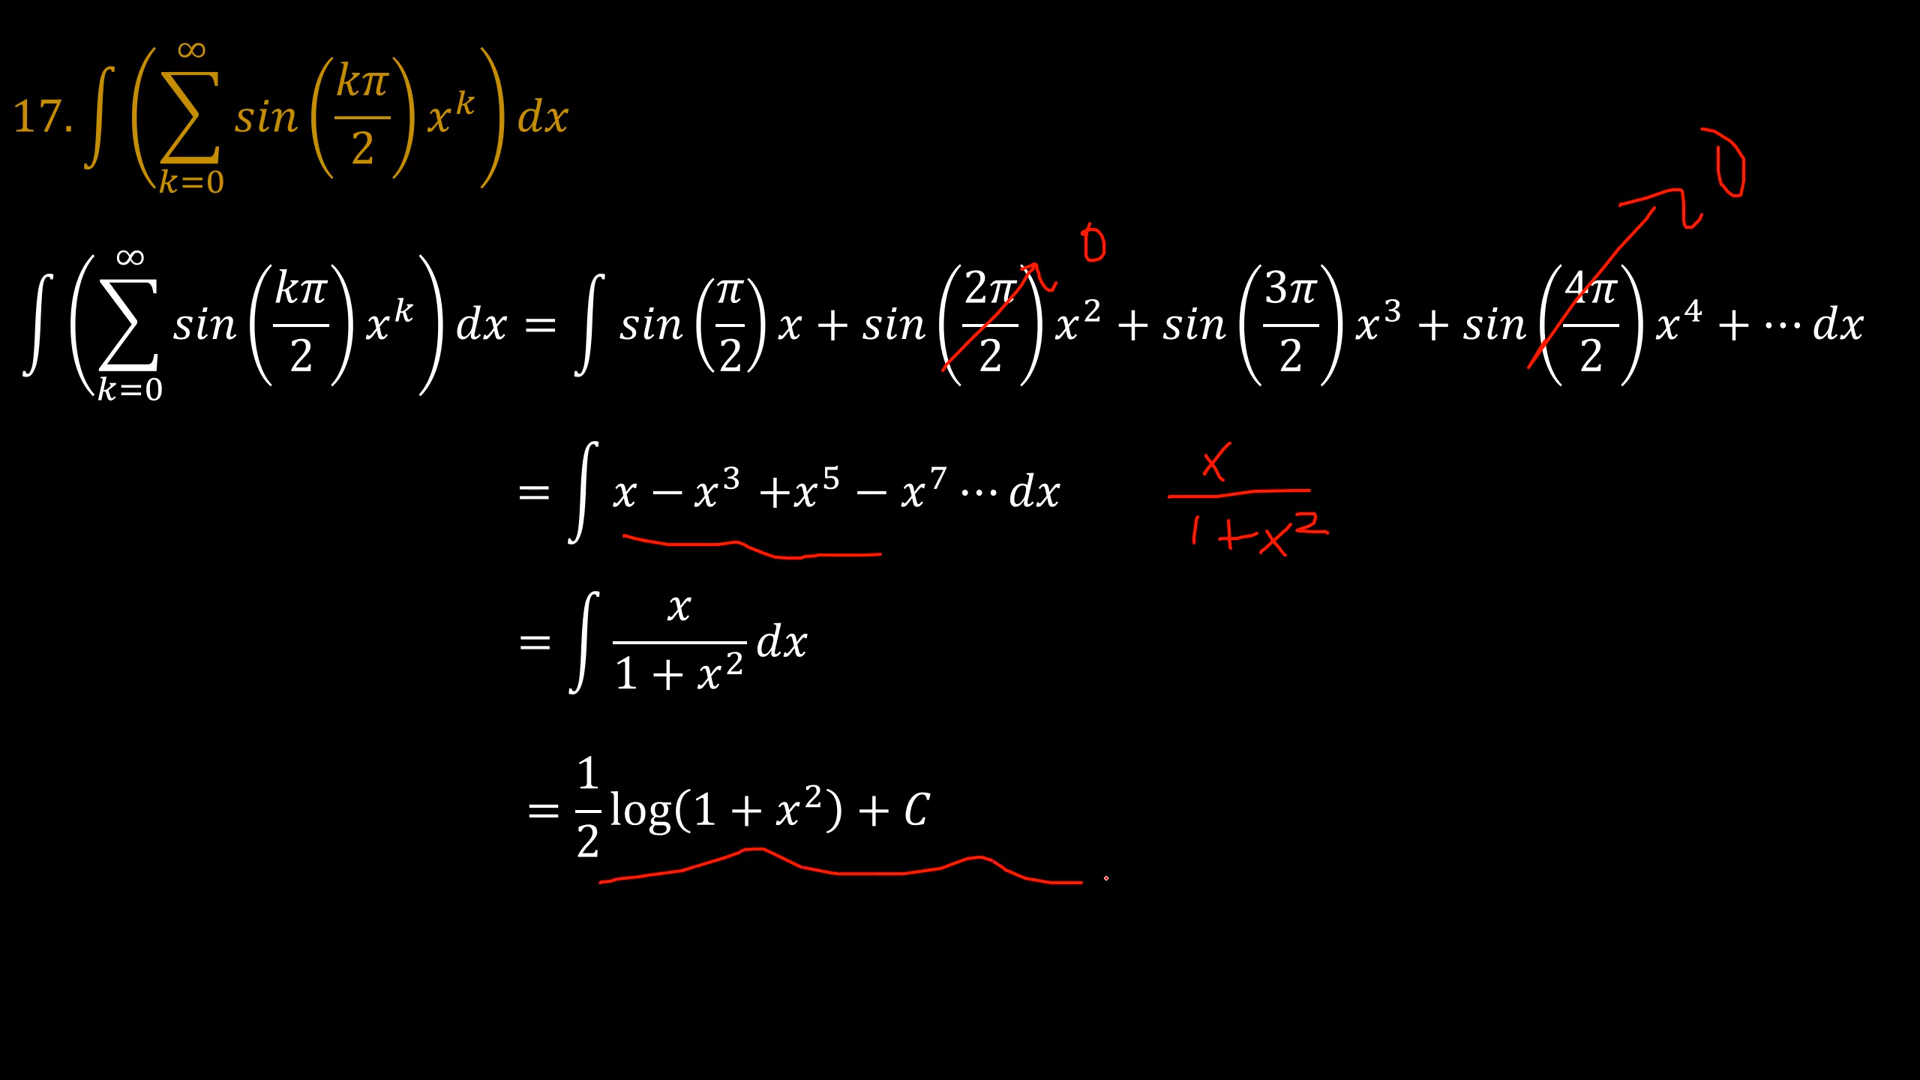 17. ∫ (∑_{k=0}^{∞} sin(kπ/2) x^k) dx
∫ (∑_{k=0}^{∞} sin(kπ/2) x^k) dx = ∫ sin(π/2) x + sin(2π/2) x² + sin(3π/2) x³ + sin(4π/2) x⁴ + ⋯ dx
0 0
= ∫ x − x³ +x⁵ − x⁷ ⋯ dx x/(1+x²)
= ∫ x/(1 + x²) dx
= 1/2 log(1 + x²) + C